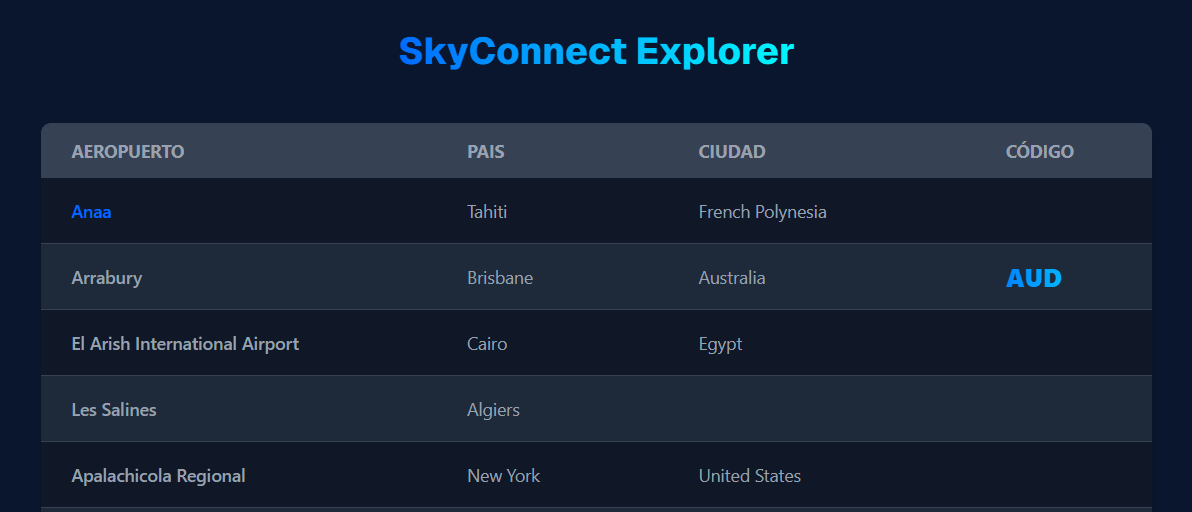 SkyConnect Explorer
AEROPUERTO PAIS CIUDAD CÓDIGO
Anaa Tahiti French Polynesia
Arrabury Brisbane Australia AUD
El Arish International Airport Cairo Egypt
Les Salines Algiers
Apalachicola Regional New York United States